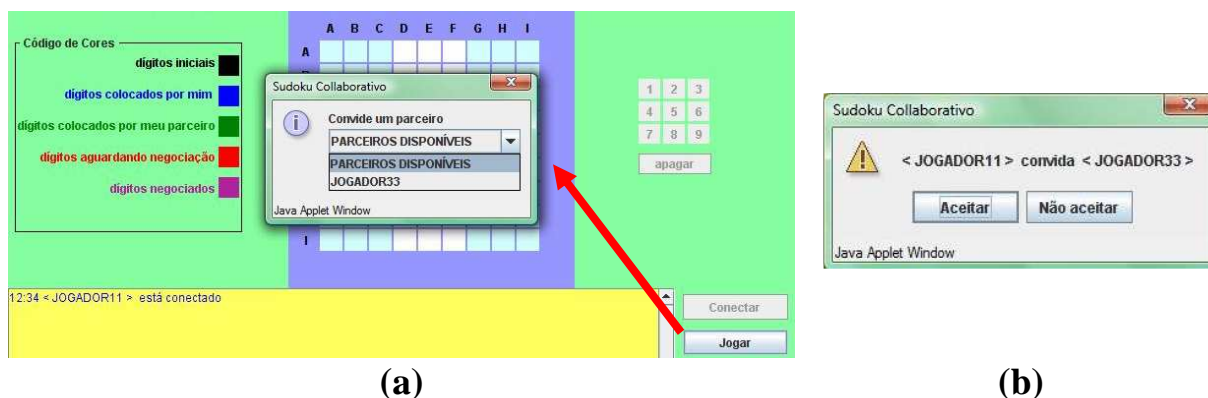 A B C D E F G H I
Código de Cores
dígitos iniciais
dígitos colocados por mim
dígitos colocados por meu parceiro
dígitos aguardando negociação
dígitos negociados
A
Sudoku Collaborativo
X
Convide um parceiro
PARCEIROS DISPONÍVEIS
PARCEIROS DISPONÍVEIS
JOGADOR33
Java Applet Window
I
1 2 3
4 5 6
7 8 9
apagar
12:34 < JOGADOR11 > está conectado
Conectar
Jogar
(a)
Sudoku Collaborativo
X
< JOGADOR11 > convida < JOGADOR33 >
Aceitar Não aceitar
Java Applet Window
(b)